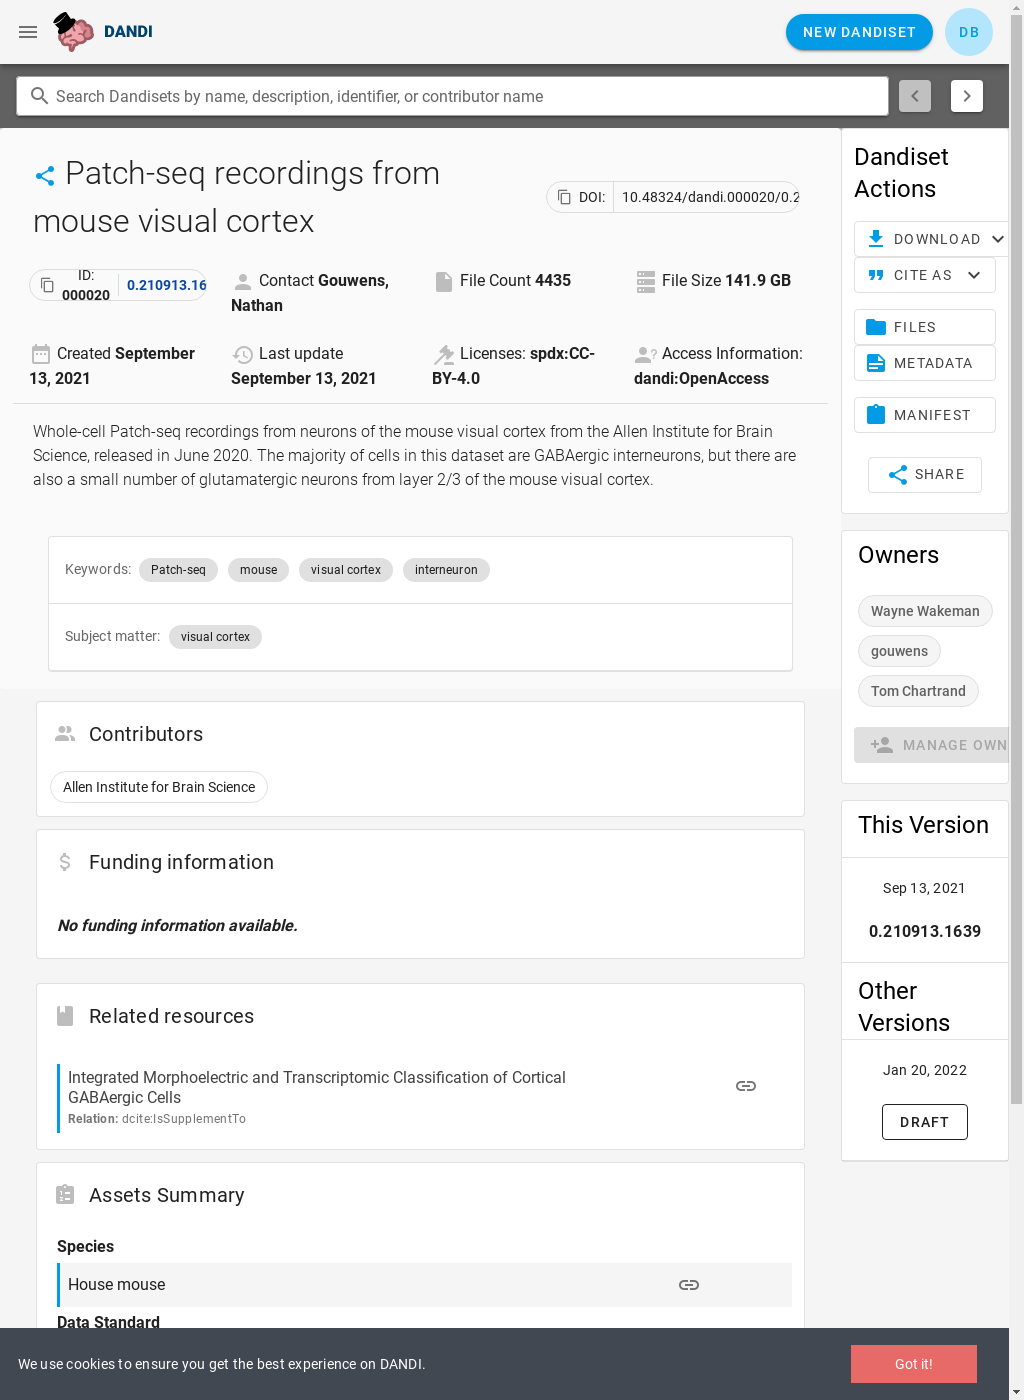 DANDI
NEW DANDISET
DB
Search Dandisets by name, description, identifier, or contributor name
Patch-seq recordings from
mouse visual cortex
DOI: 10.48324/dandi.000020/0.2
ID:
000020
0.210913.16
Contact Gouwens,
Nathan
File Count 4435
File Size 141.9 GB
Created September
13, 2021
Last update
September 13, 2021
Licenses: spdx:CC-
BY-4.0
Access Information:
dandi:OpenAccess
Whole-cell Patch-seq recordings from neurons of the mouse visual cortex from the Allen Institute for Brain
Science, released in June 2020. The majority of cells in this dataset are GABAergic interneurons, but there are
also a small number of glutamatergic neurons from layer 2/3 of the mouse visual cortex.
Keywords: Patch-seq mouse visual cortex interneuron
Subject matter: visual cortex
Contributors
Allen Institute for Brain Science
Funding information
No funding information available.
Related resources
Integrated Morphoelectric and Transcriptomic Classification of Cortical
GABAergic Cells
Relation: dcite:IsSupplementTo
Assets Summary
Species
House mouse
Data Standard
Dandiset
Actions
DOWNLOAD
CITE AS
FILES
METADATA
MANIFEST
SHARE
Owners
Wayne Wakeman
gouwens
Tom Chartrand
MANAGE OWN
This Version
Sep 13, 2021
0.210913.1639
Other
Versions
Jan 20, 2022
DRAFT
We use cookies to ensure you get the best experience on DANDI.
Got it!